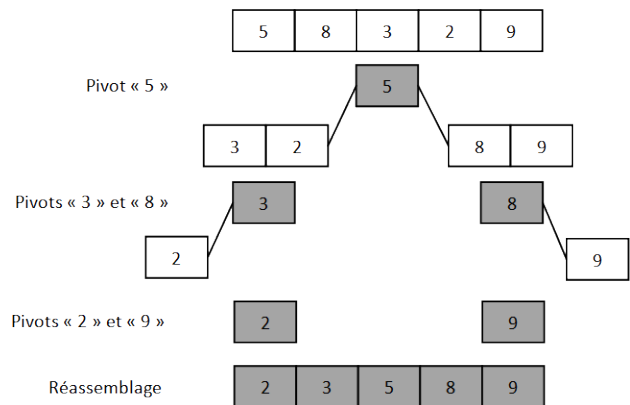 5 8 3 2 9
Pivot « 5 »
5
3 2
8 9
Pivots « 3 » et « 8 »
3
8
2
9
Pivots « 2 » et « 9 »
2
9
Réassemblage
2 3 5 8 9